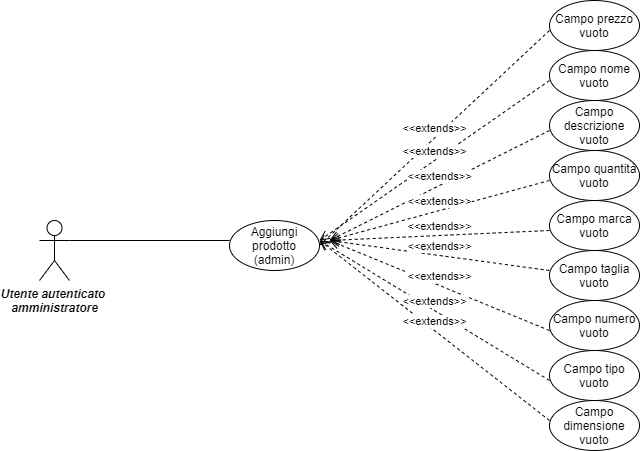 Campo prezzo
vuoto
Campo nome
vuoto
<<extends>>
Campo
descrizione
vuoto
<<extends>>
Campo quantità
vuoto
<<extends>>
<<extends>>
Campo marca
vuoto
<<extends>>
Aggiungi
prodotto
(admin)
<<extends>>
Campo taglia
vuoto
<<extends>>
Utente autenticato
amministratore
<<extends>>
Campo numero
vuoto
<<extends>>
Campo tipo
vuoto
Campo
dimensione
vuoto